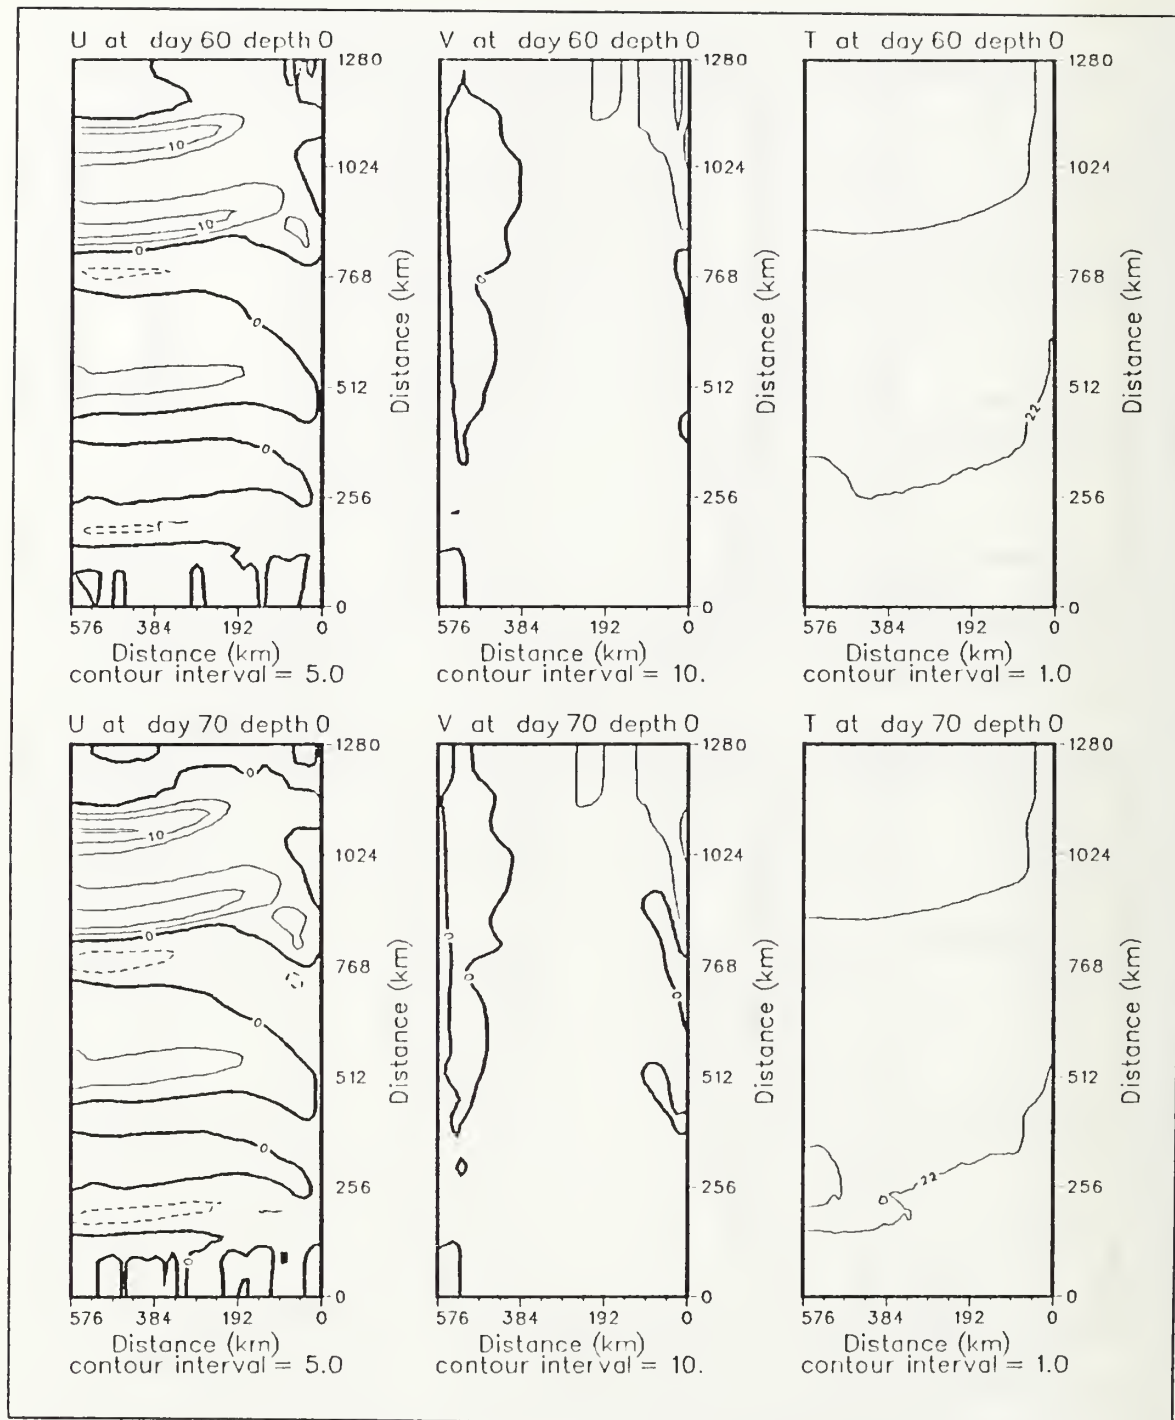 U at day 60 depth 0
V at day 60 depth 0
T at day 60 depth 0
1280
1280
1280
10
1024
1024
1024
10
0
768
0
768
768
0
512
512
512
22
0
256
256
256
0
0
0
576 384 192 0
576 384 192 0
576 384 192 0
Distance (km)
Distance (km)
Distance (km)
Distance (km)
Distance (km)
Distance (km)
contour interval = 5.0
contour interval = 10.
contour interval = 1.0
U at day 70 depth 0
V at day 70 depth 0
T at day 70 depth 0
1280
1280
1280
0
10
1024
1024
1024
0
0
768
0
768
768
0
0
512
512
512
0
256
256
22
256
0
0
0
0
576 384 192 0
576 384 192 0
576 384 192 0
Distance (km)
Distance (km)
Distance (km)
Distance (km)
Distance (km)
Distance (km)
contour interval = 5.0
contour interval = 10.
contour interval = 1.0